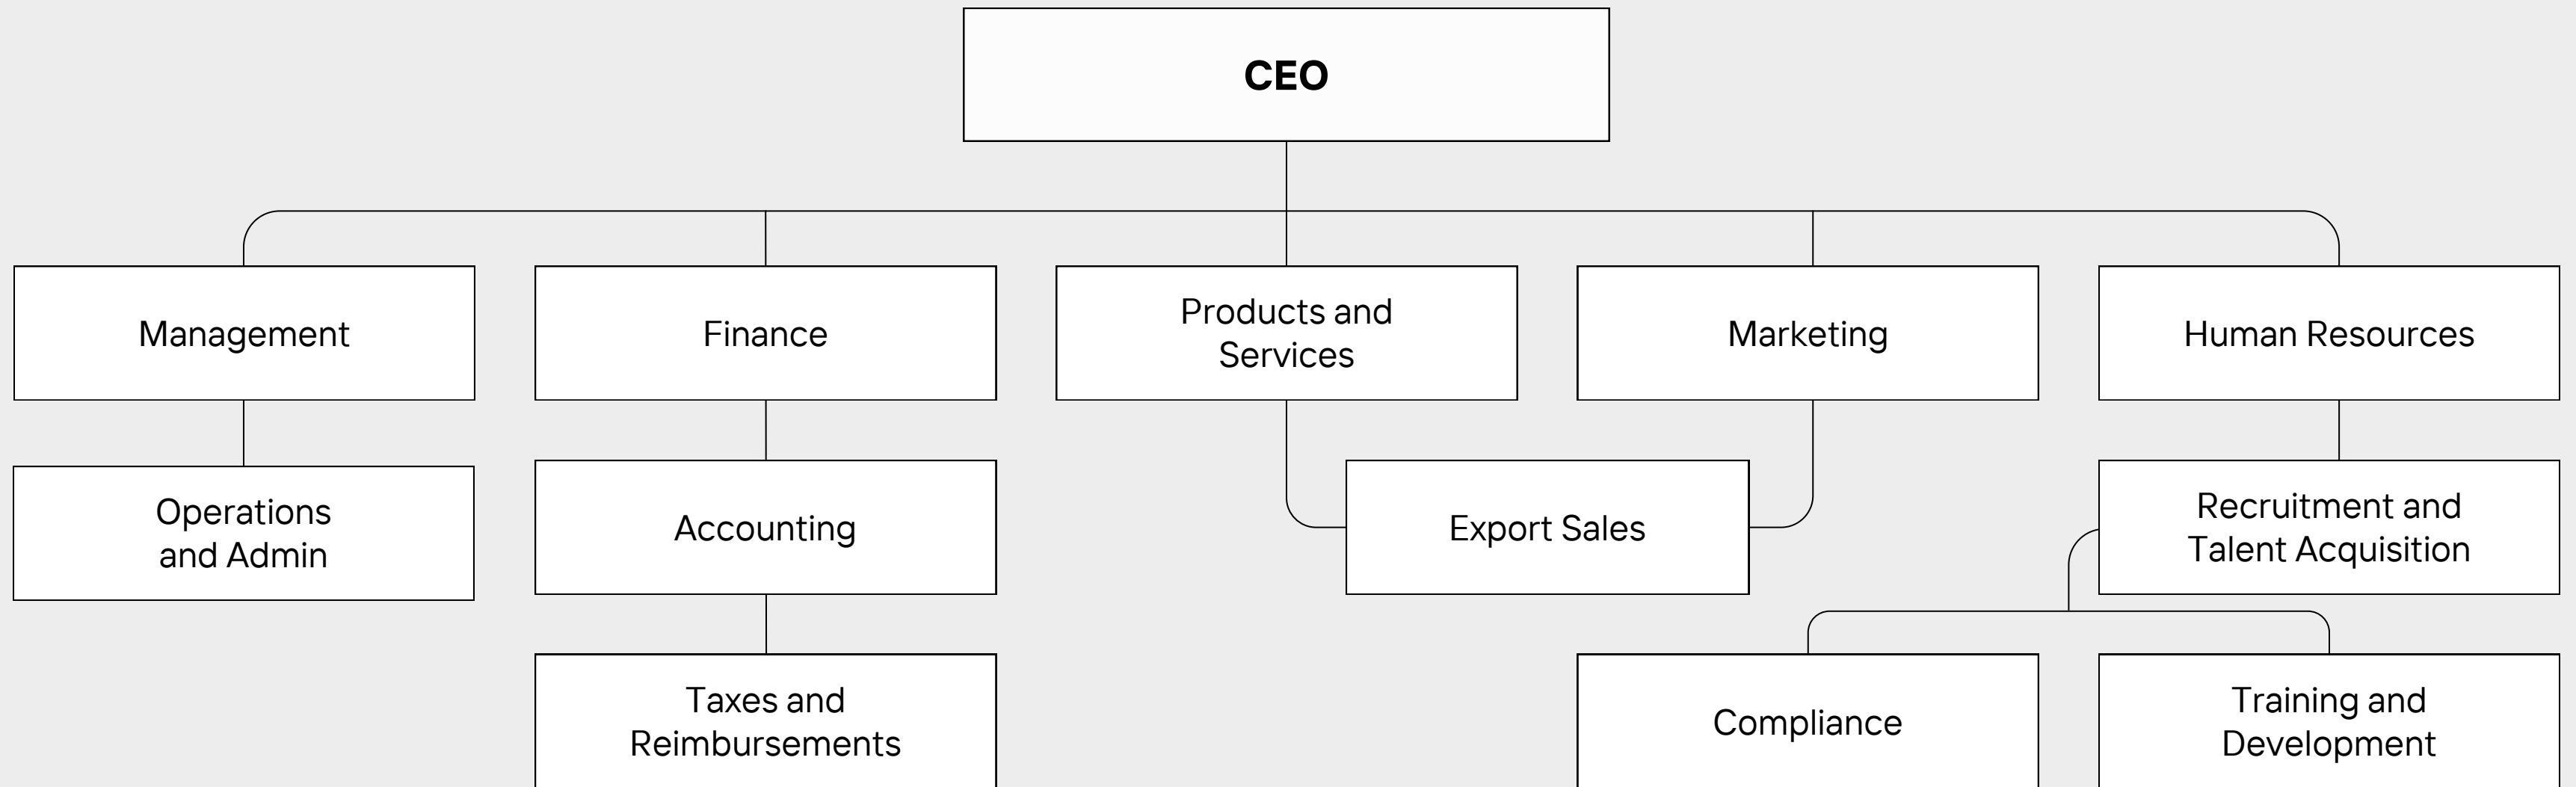 CEO
Management
Finance
Products and
Services
Marketing
Human Resources
Operations
and Admin
Accounting
Export Sales
Recruitment and
Talent Acquisition
Taxes and
Reimbursements
Compliance
Training and
Development